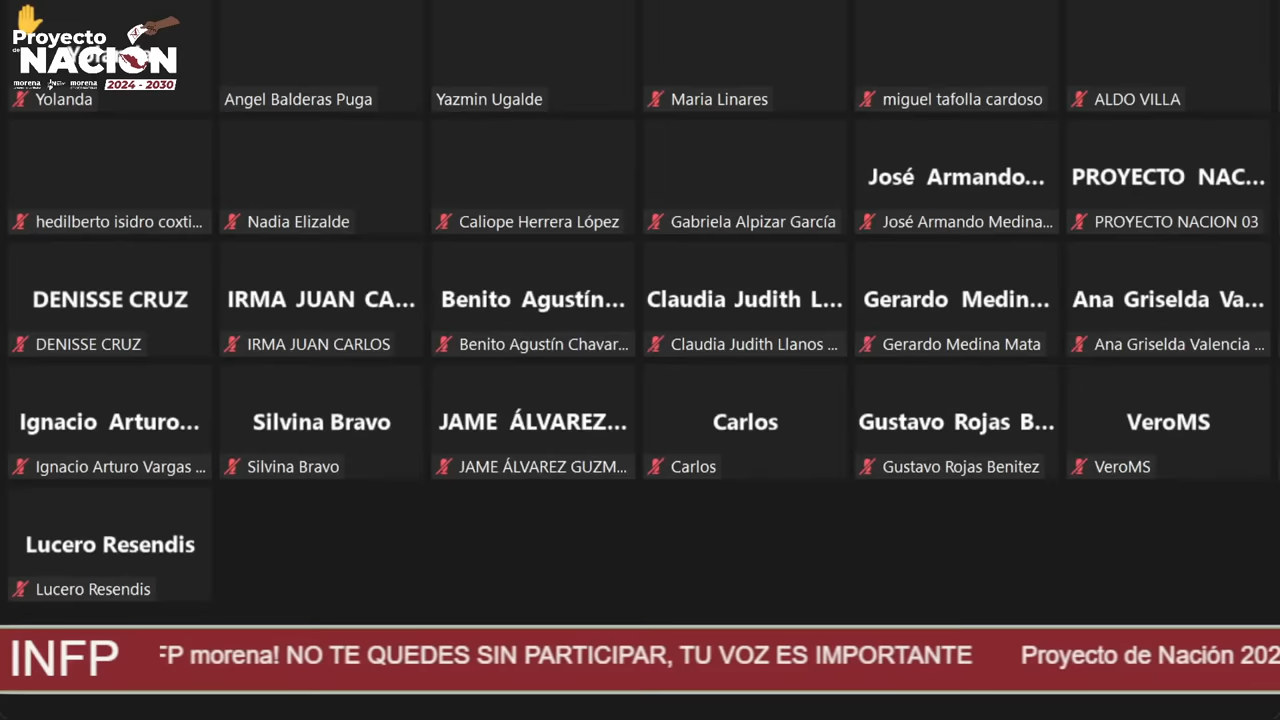 Proyecto
de
NACIÓN
morena
morena
2024 - 2030
Yolanda
Angel Balderas Puga
Yazmin Ugalde
Maria Linares
miguel tafolla cardoso
ALDO VILLA
José Armando...
PROYECTO NAC...
hedilberto isidro coxti...
Nadia Elizalde
Caliope Herrera López
Gabriela Alpizar García
José Armando Medina...
PROYECTO NACION 03
DENISSE CRUZ
IRMA JUAN CA...
Benito Agustín...
Claudia Judith L...
Gerardo Medin...
Ana Griselda Va...
DENISSE CRUZ
IRMA JUAN CARLOS
Benito Agustín Chavar...
Claudia Judith Llanos ...
Gerardo Medina Mata
Ana Griselda Valencia ...
Ignacio Arturo...
Silvina Bravo
JAME ÁLVAREZ...
Carlos
Gustavo Rojas B...
VeroMS
Ignacio Arturo Vargas ...
Silvina Bravo
JAME ÁLVAREZ GUZM...
Carlos
Gustavo Rojas Benitez
VeroMS
Lucero Resendis
Lucero Resendis
INFP
FP morena! NO TE QUEDES SIN PARTICIPAR, TU VOZ ES IMPORTANTE
Proyecto de Nación 202